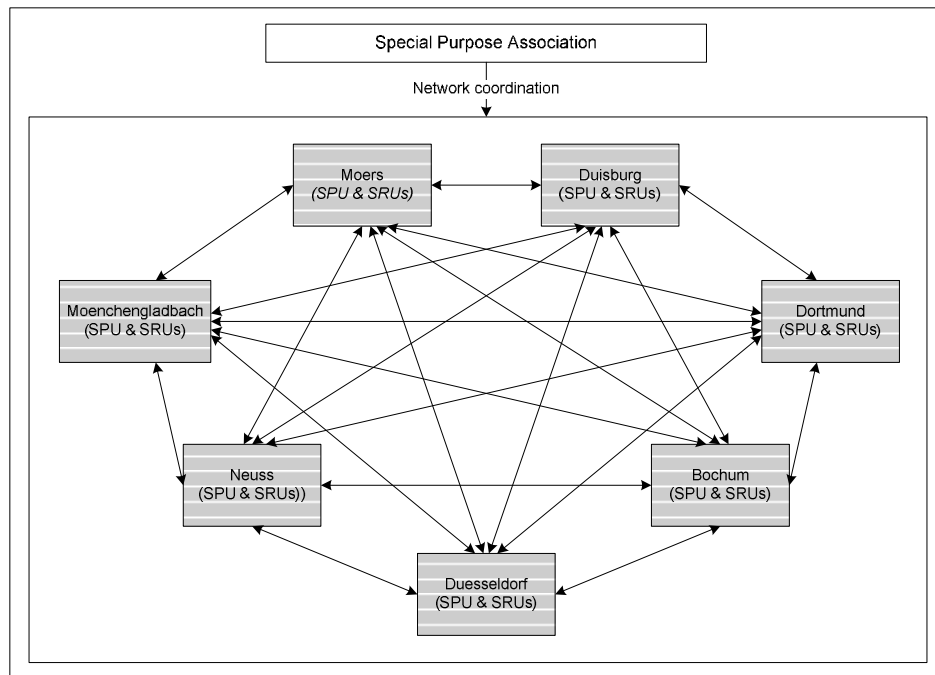 Special Purpose Association
Network coordination
Moers
(SPU & SRUs)
Duisburg
(SPU & SRUs)
Moenchengladbach
(SPU & SRUs)
Dortmund
(SPU & SRUs)
Neuss
(SPU & SRUs))
Bochum
(SPU & SRUs)
Duesseldorf
(SPU & SRUs)